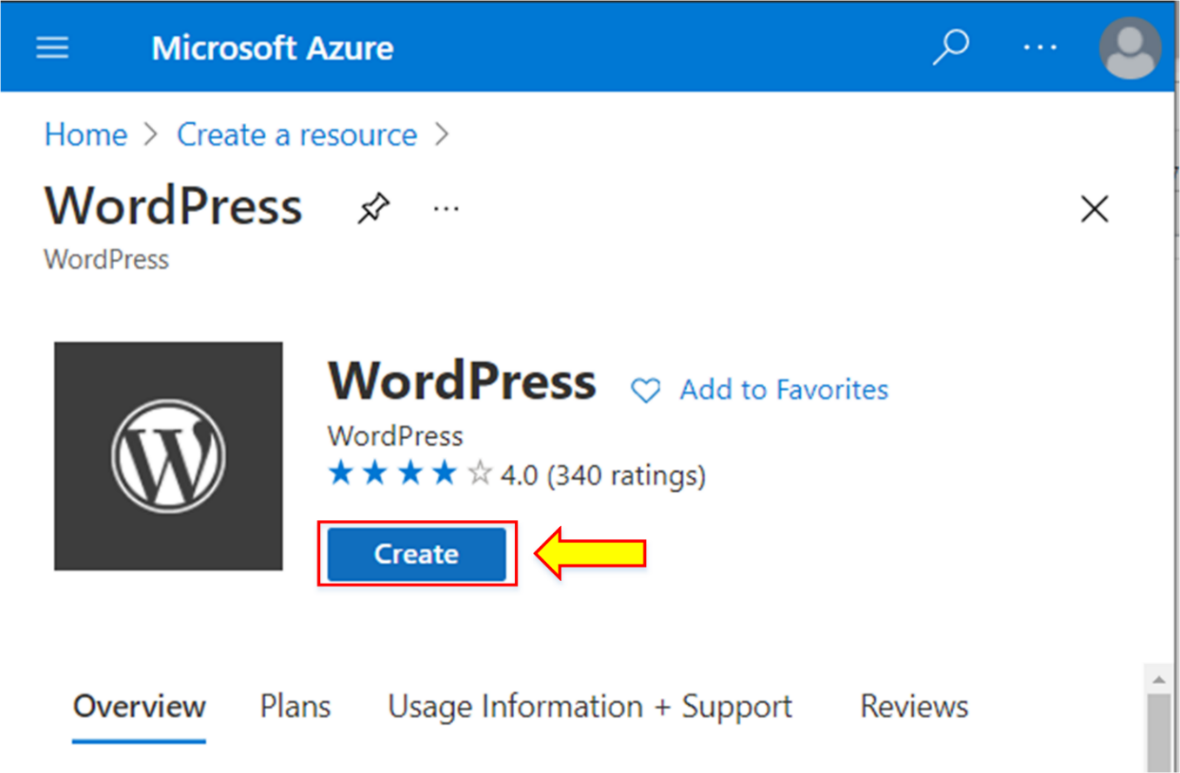 Microsoft Azure
Home > Create a resource >
WordPress ...
WordPress
WordPress Add to Favorites
WordPress
4.0 (340 ratings)
Create
Overview Plans Usage Information + Support Reviews